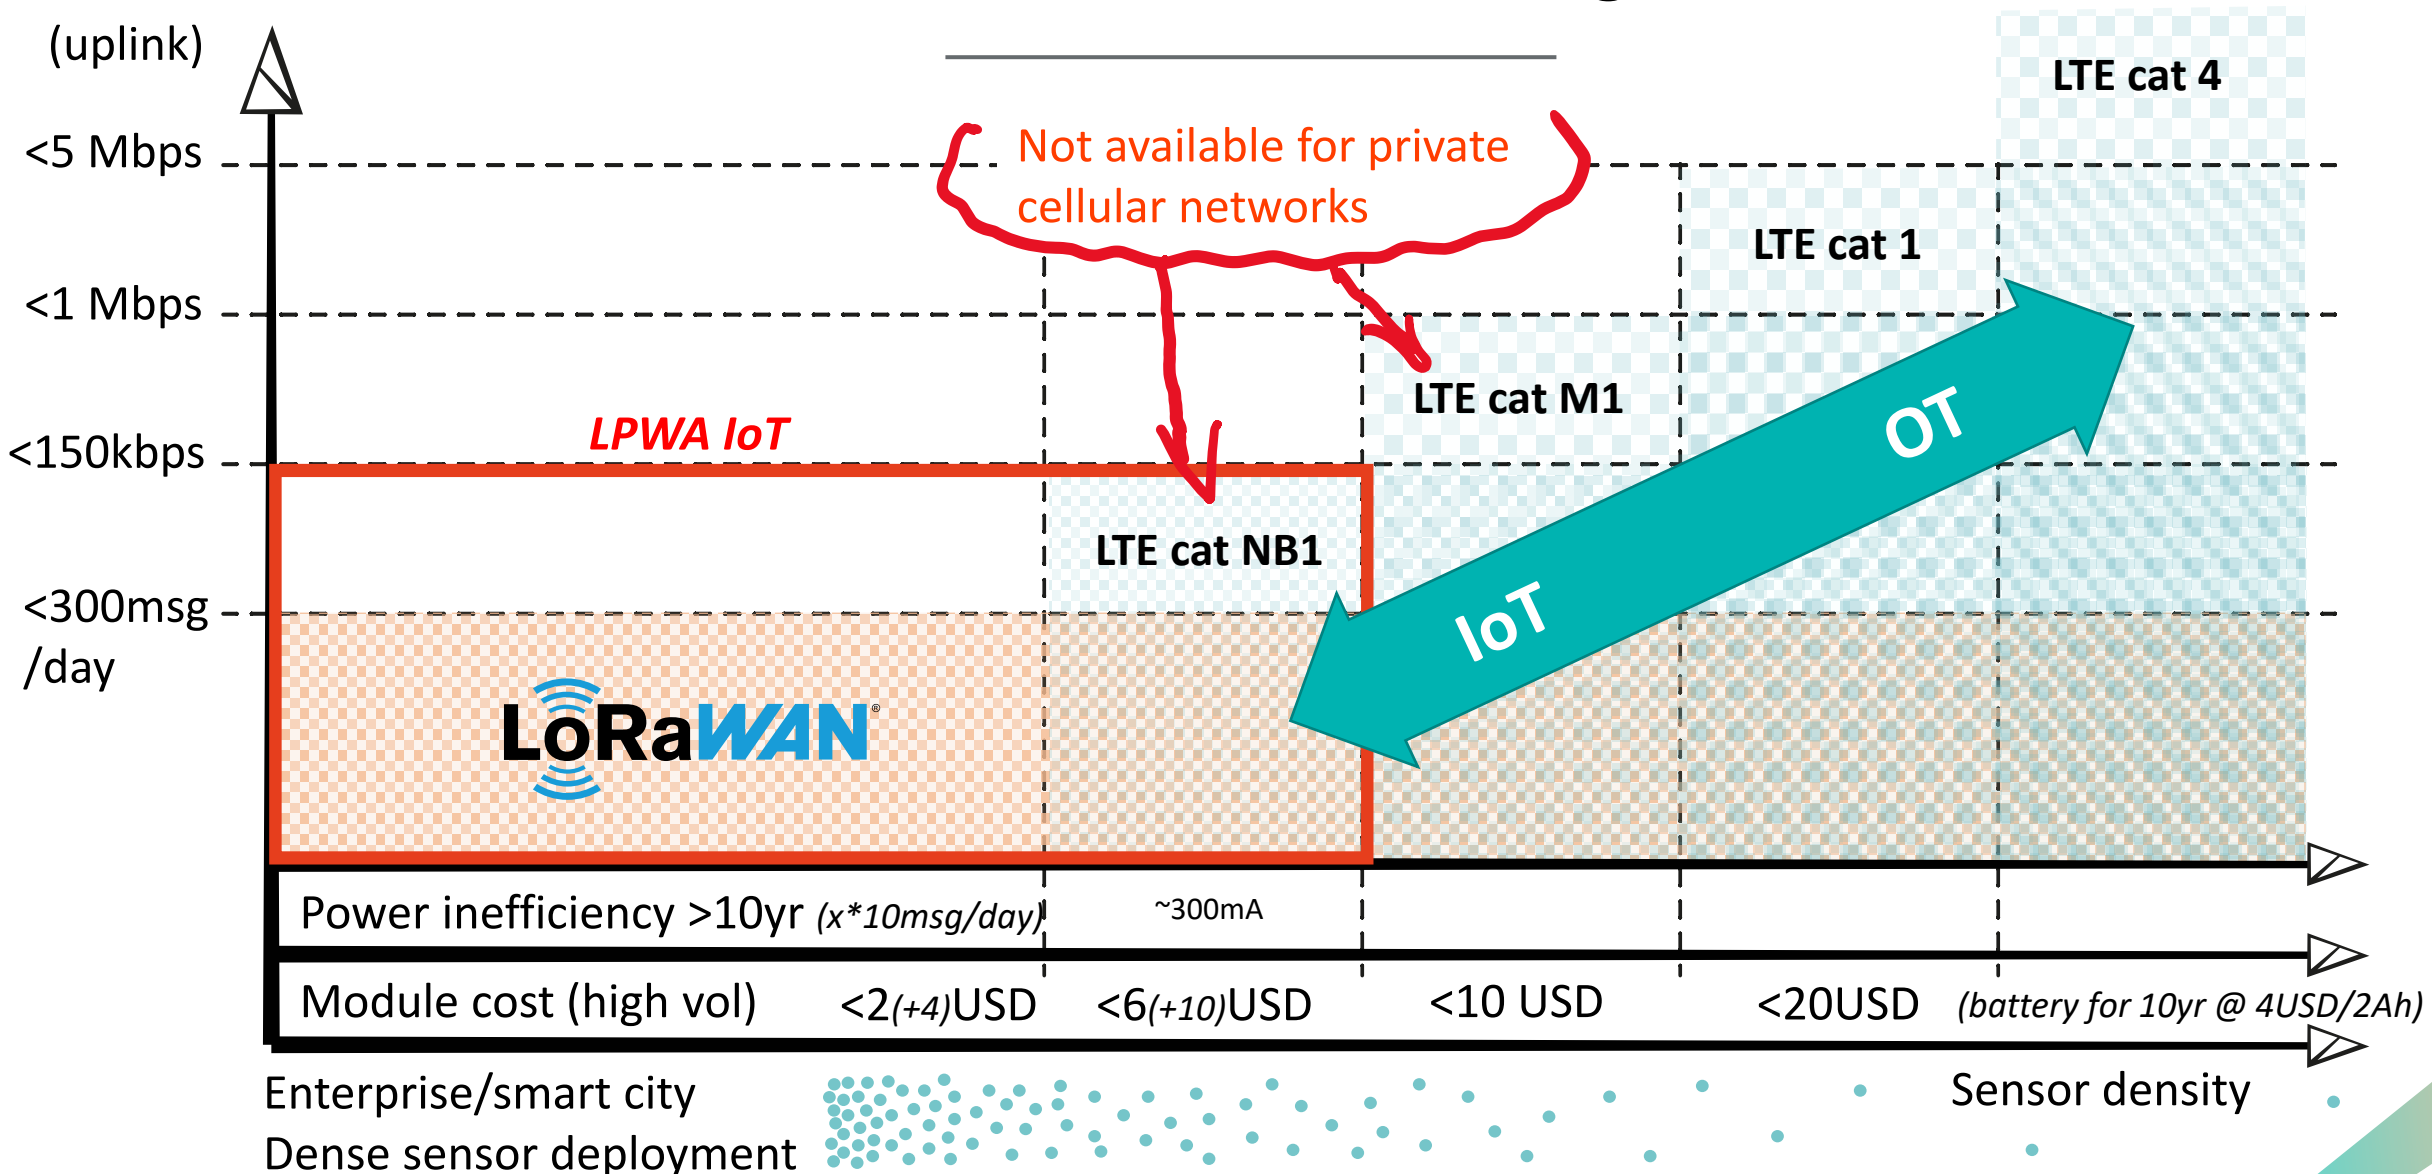 (uplink)
LTE cat 4
<5 Mbps
Not available for private
cellular networks
LTE cat 1
<1 Mbps
LTE cat M1
OT
LPWA IoT
<150kbps
LTE cat NB1
<300msg
/day
IoT
LoRaWAN®
Power inefficiency >10yr (x*10msg/day)
~300mA
Module cost (high vol)
<2(+4)USD
<6(+10)USD
<10 USD
<20USD
(battery for 10yr @ 4USD/2Ah)
Enterprise/smart city
Dense sensor deployment
Sensor density